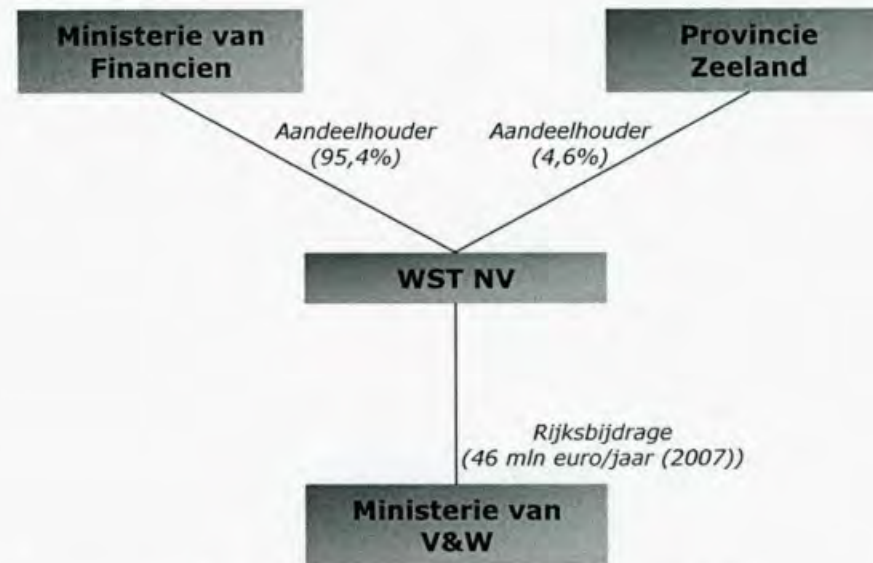 Ministerie van
Financien
Provincie
Zeeland
Aandeelhouder
(95,4%)
Aandeelhouder
(4,6%)
WST NV
Rijksbijdrage
(46 mln euro/jaar (2007))
Ministerie van
V&W